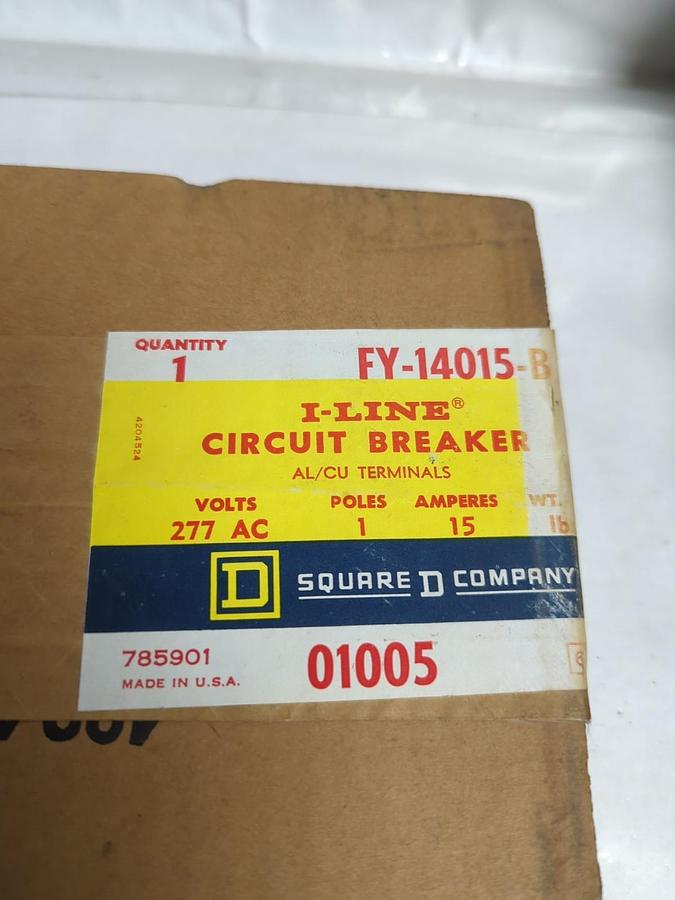 QUANTITY
1
FY-14015-B
I-LINE®
CIRCUIT BREAKER
AL/CU TERMINALS
4204524
VOLTS POLES AMPERES WT.
277 AC 1 15 lb
SQUARE D COMPANY
785901
MADE IN U.S.A.
01005